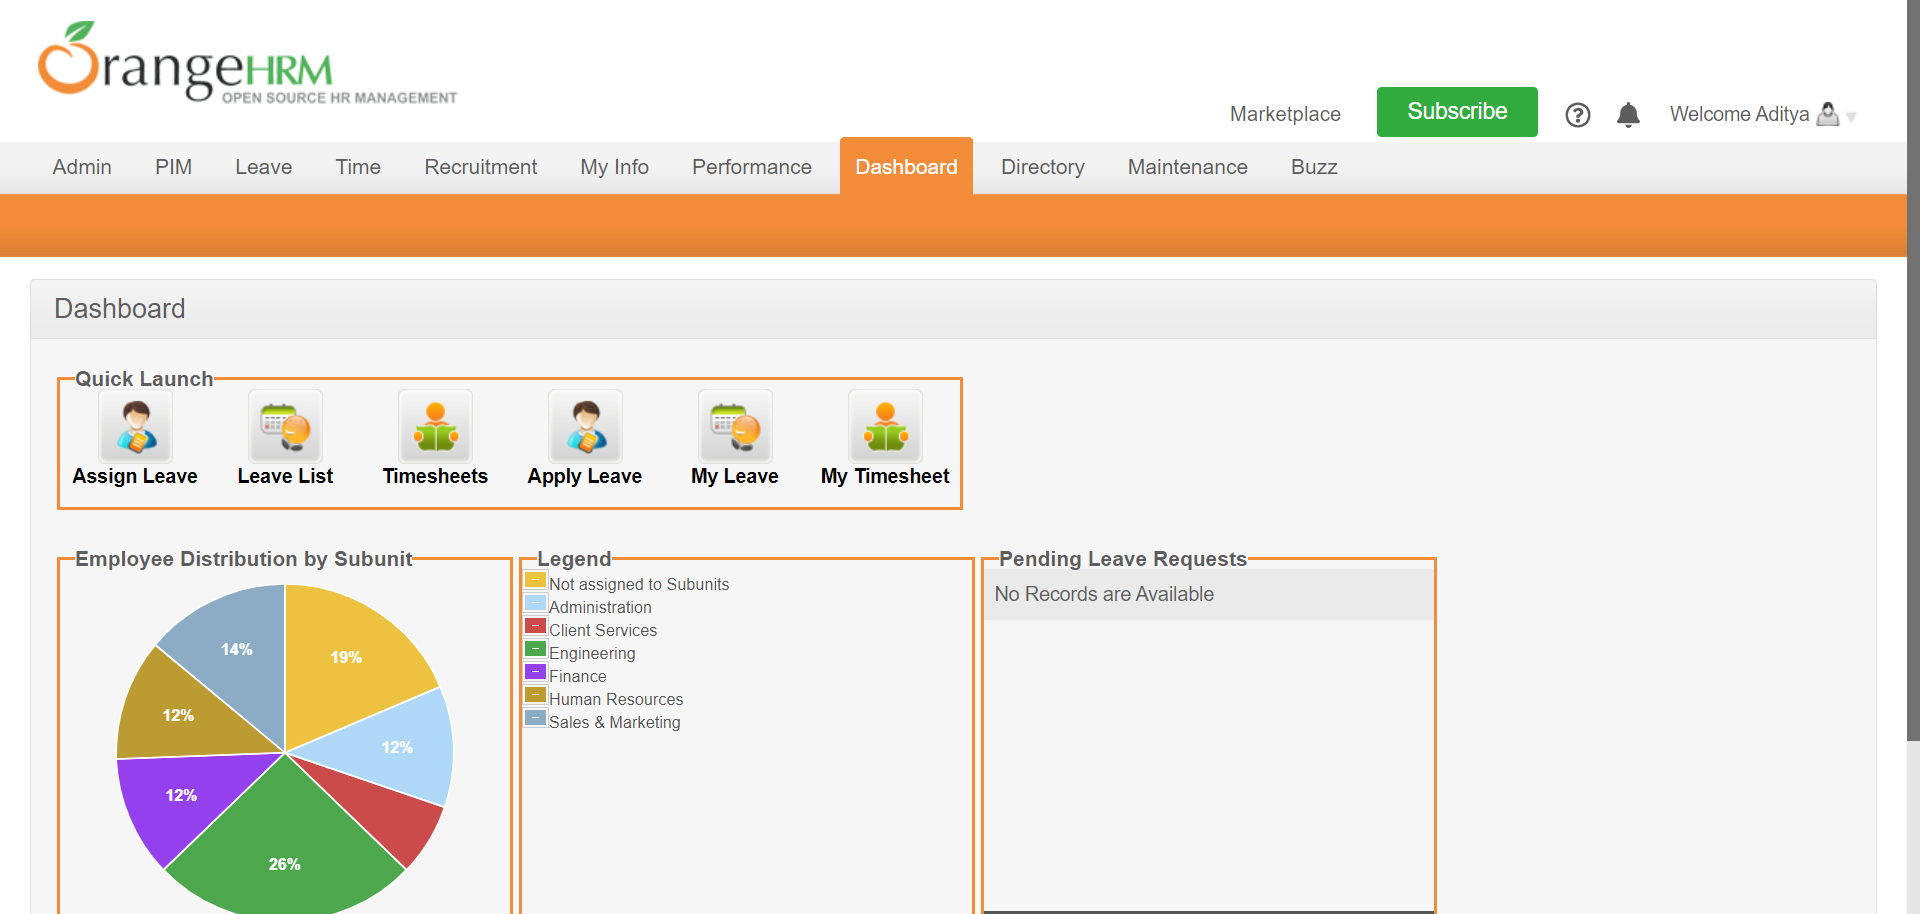 OrangeHRM
OPEN SOURCE HR MANAGEMENT
Marketplace Subscribe ? Welcome Aditya
Admin PIM Leave Time Recruitment My Info Performance Dashboard Directory Maintenance Buzz
Dashboard
Quick Launch
Assign Leave Leave List Timesheets Apply Leave My Leave My Timesheet
Employee Distribution by Subunit
19%
12%
26%
12%
12%
14%
Legend
Not assigned to Subunits
Administration
Client Services
Engineering
Finance
Human Resources
Sales & Marketing
Pending Leave Requests
No Records are Available